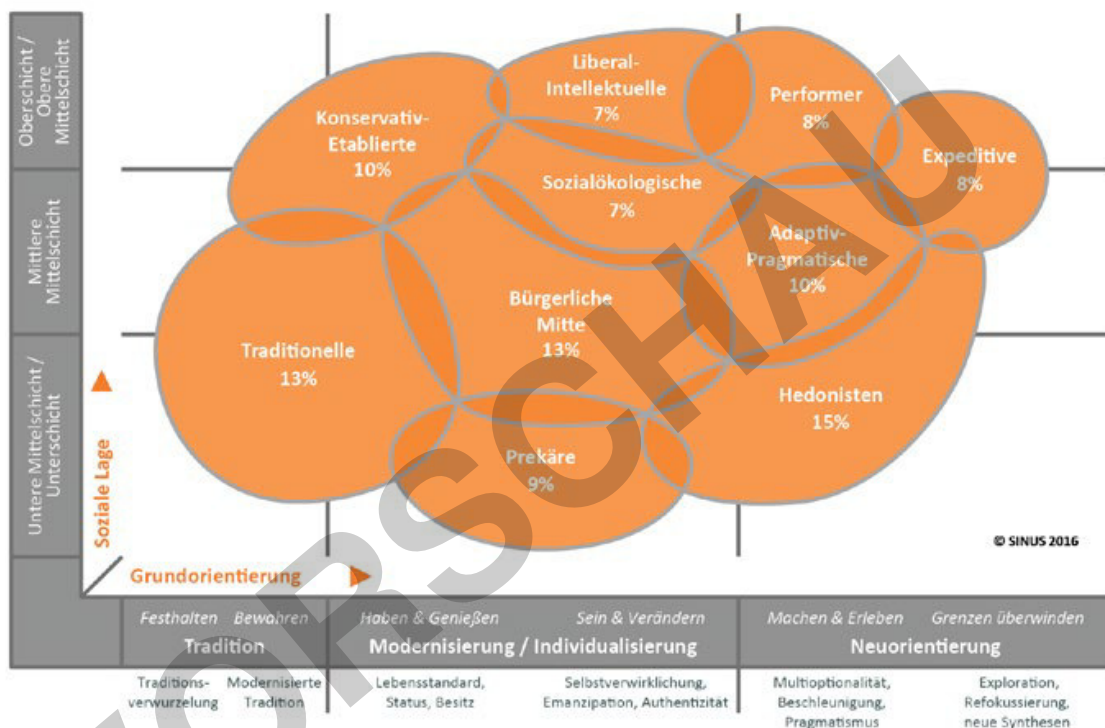 Oberschicht /
Obere
Mittelschicht
Mittlere
Mittelschicht
Untere Mittelschicht /
Unterschicht
Soziale Lage
Konservativ-
Etablierte
10%
Liberal-
Intellektuelle
7%
Performer
8%
Expeditive
8%
Sozialökologische
7%
Adaptiv-
Pragmatische
10%
Bürgerliche
Mitte
13%
Traditionelle
13%
Hedonisten
15%
Prekäre
9%
© SINUS 2016
Grundorientierung
Festhalten Bewahren
Tradition
Haben & Genießen Sein & Verändern
Modernisierung / Individualisierung
Machen & Erleben Grenzen überwinden
Neuorientierung
Traditions-
verwurzelung
Modernisierte
Tradition
Lebensstandard,
Status, Besitz
Selbstverwirklichung,
Emanzipation, Authentizität
Multioptionalität,
Beschleunigung,
Pragmatismus
Exploration,
Refokussierung,
neue Synthesen
VORSCHAU